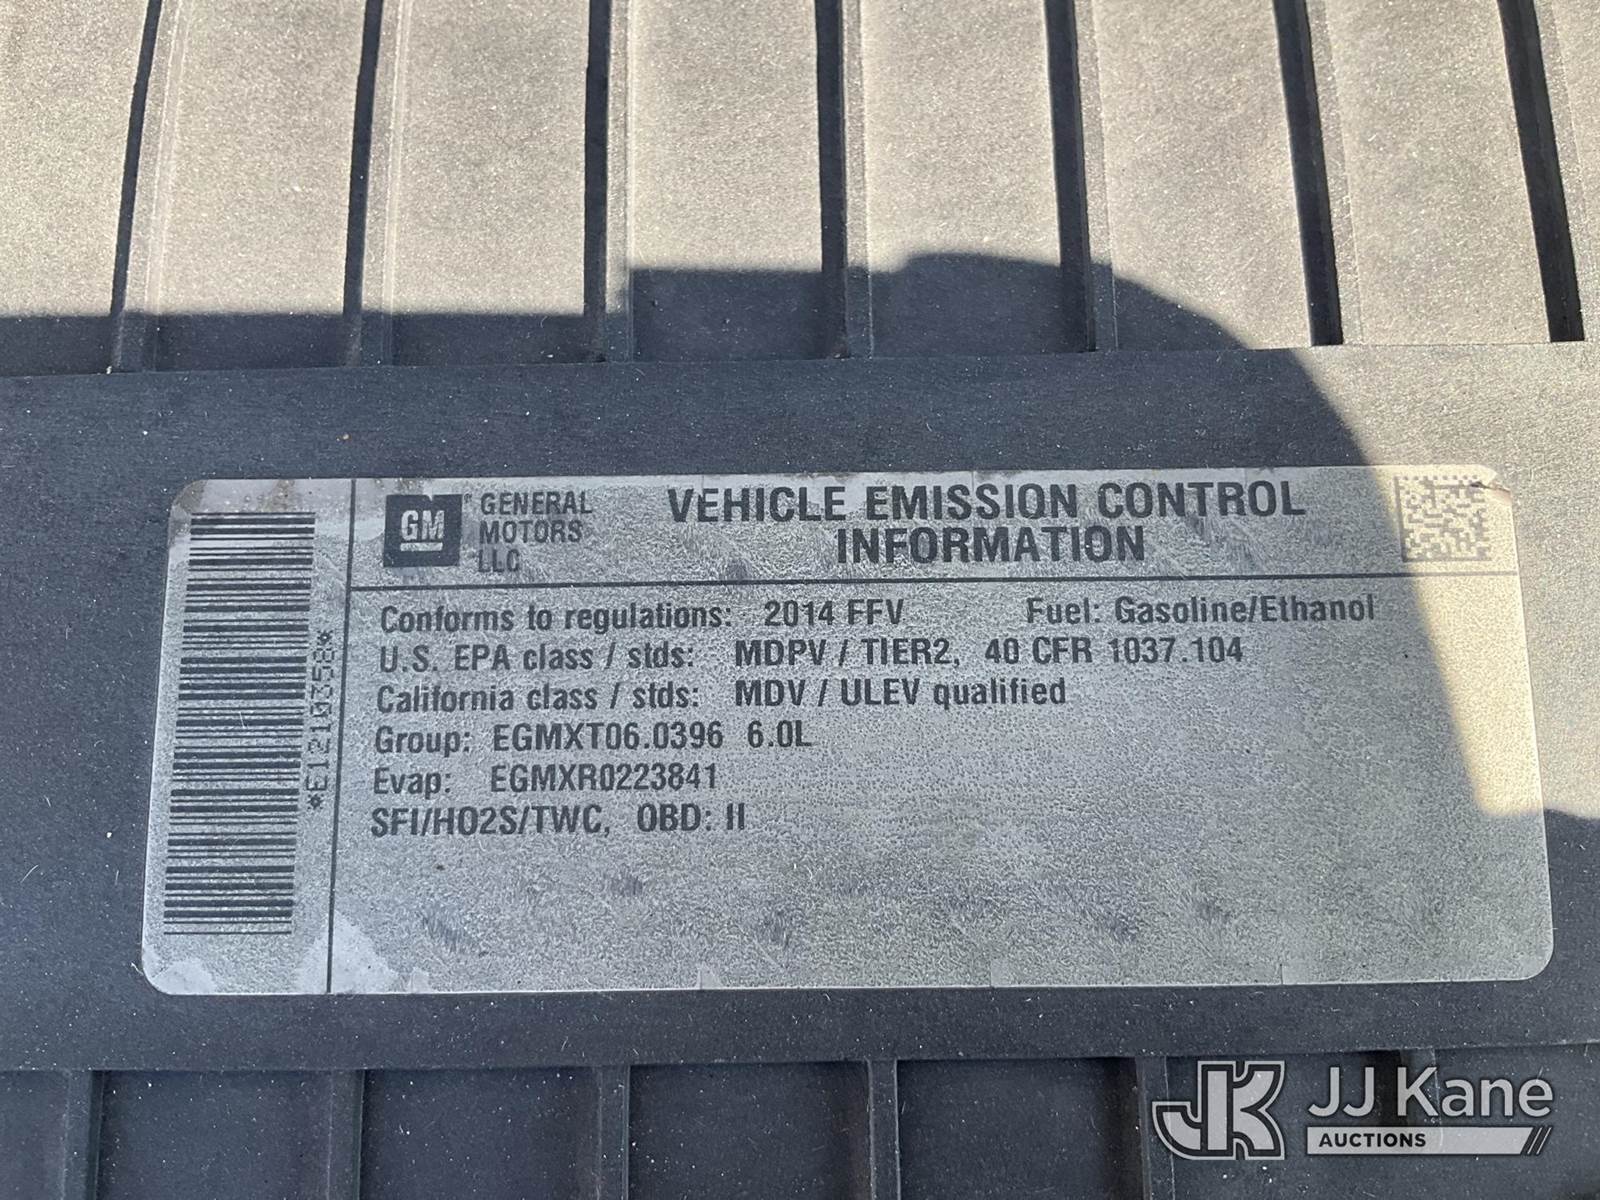 GM
GENERAL
MOTORS
LLC
VEHICLE EMISSION CONTROL
INFORMATION
Conforms to regulations: 2014 FFV Fuel: Gasoline/Ethanol
U.S. EPA class / stds: MDPV / TIER2, 40 CFR 1037.104
California class / stds: MDV / ULEV qualified
Group: EGMXT06.0396 6.0L
Evap: EGMXR0223841
SFI/HO2S/TWC, OBD: II
*E1210358*
JK JJ Kane
AUCTIONS